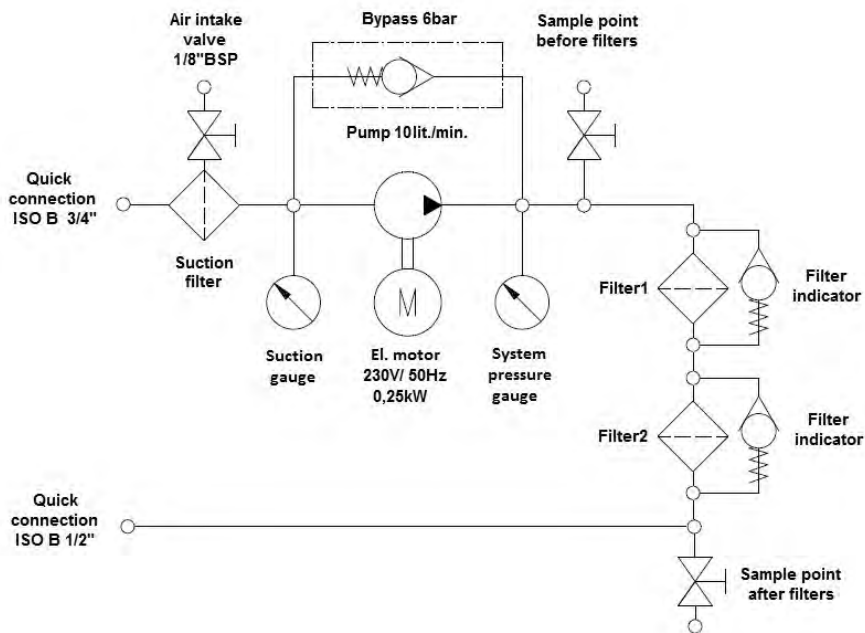 Air intake
valve
1/8"BSP
Bypass 6bar
Sample point
before filters
Pump 10lit./min.
Quick
connection
ISO B 3/4"
Suction
filter
Suction
gauge
M
El. motor
230V/ 50Hz
0,25kW
System
pressure
gauge
Filter1
Filter
indicator
Filter2
Filter
indicator
Quick
connection
ISO B 1/2"
Sample point
after filters